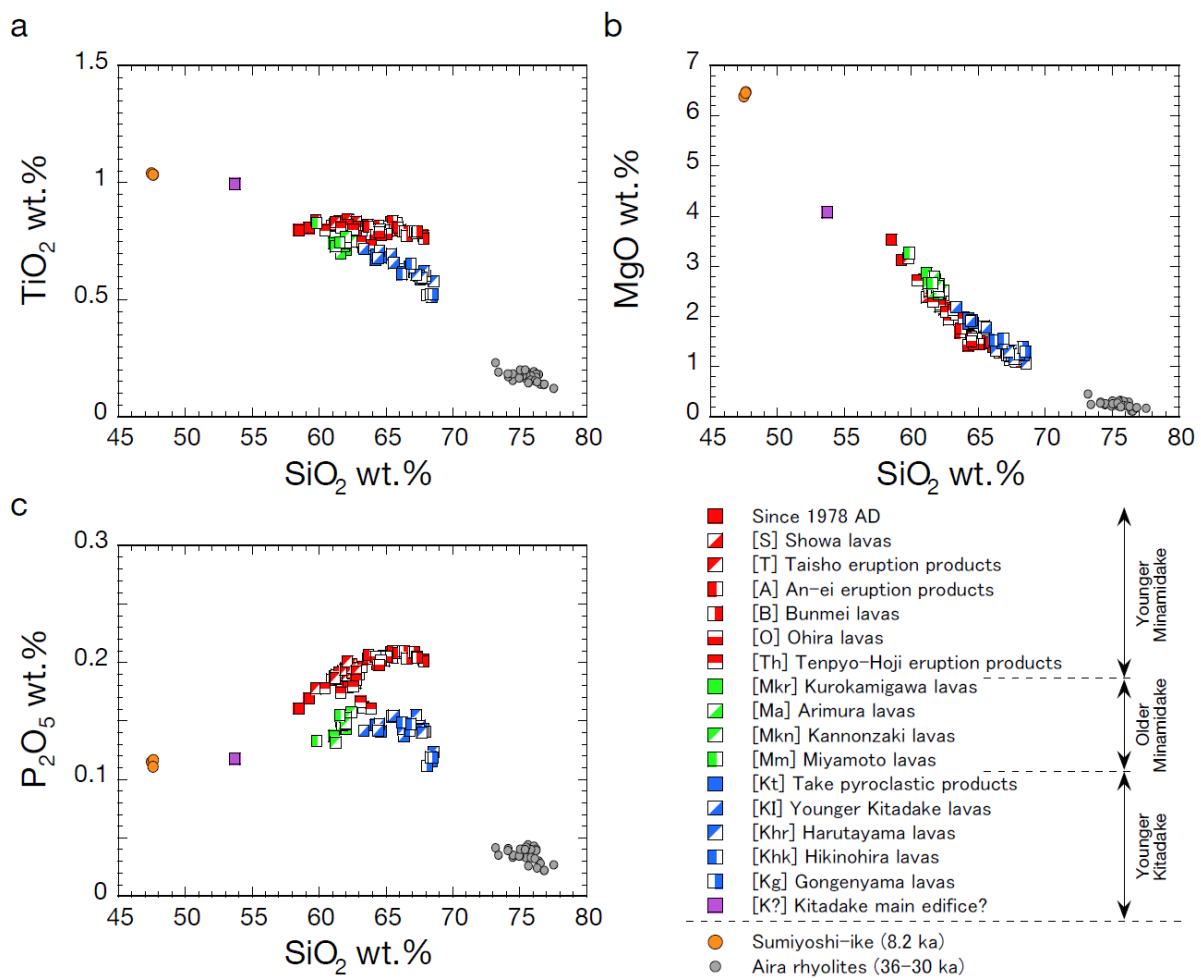 a
1.5
1
0.5
0
TiO2 wt.%
45 50 55 60 65 70 75 80
SiO2 wt.%
b
7
6
5
4
3
2
1
0
MgO wt.%
45 50 55 60 65 70 75 80
SiO2 wt.%
c
0.3
0.2
0.1
0
P2O5 wt.%
45 50 55 60 65 70 75 80
SiO2 wt.%
Since 1978 AD
[S] Showa lavas
[T] Taisho eruption products
[A] An-ei eruption products
[B] Bunmei lavas
[O] Ohira lavas
[Th] Tenpyo-Hoji eruption products
[Mkr] Kurokamigawa lavas
[Ma] Arimura lavas
[Mkn] Kannonzaki lavas
[Mm] Miyamoto lavas
[Kt] Take pyroclastic products
[Kl] Younger Kitadake lavas
[Khr] Harutayama lavas
[Khk] Hikinohira lavas
[Kg] Gongenyama lavas
[K?] Kitadake main edifice?
Sumiyoshi-ike (8.2 ka)
Aira rhyolites (36-30 ka)
Younger
Minamidake
Older
Minamidake
Younger
Kitadake